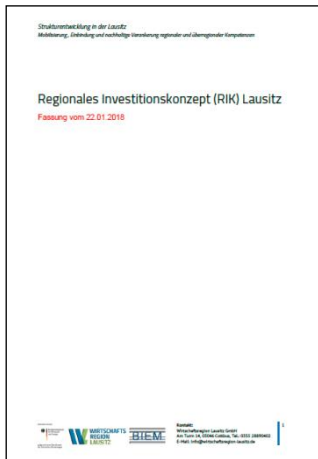 Strukturentwicklung in der Lausitz
Mobilisierung, Einbindung und nachhaltige Verankerung regionaler und überregionaler Kompetenzen
Regionales Investitionskonzept (RIK) Lausitz
Fassung vom 22.01.2018
WIRTSCHAFTS
REGION
LAUSITZ
BIEM
Kontakt:
Wirtschaftsregion Lausitz GmbH
1